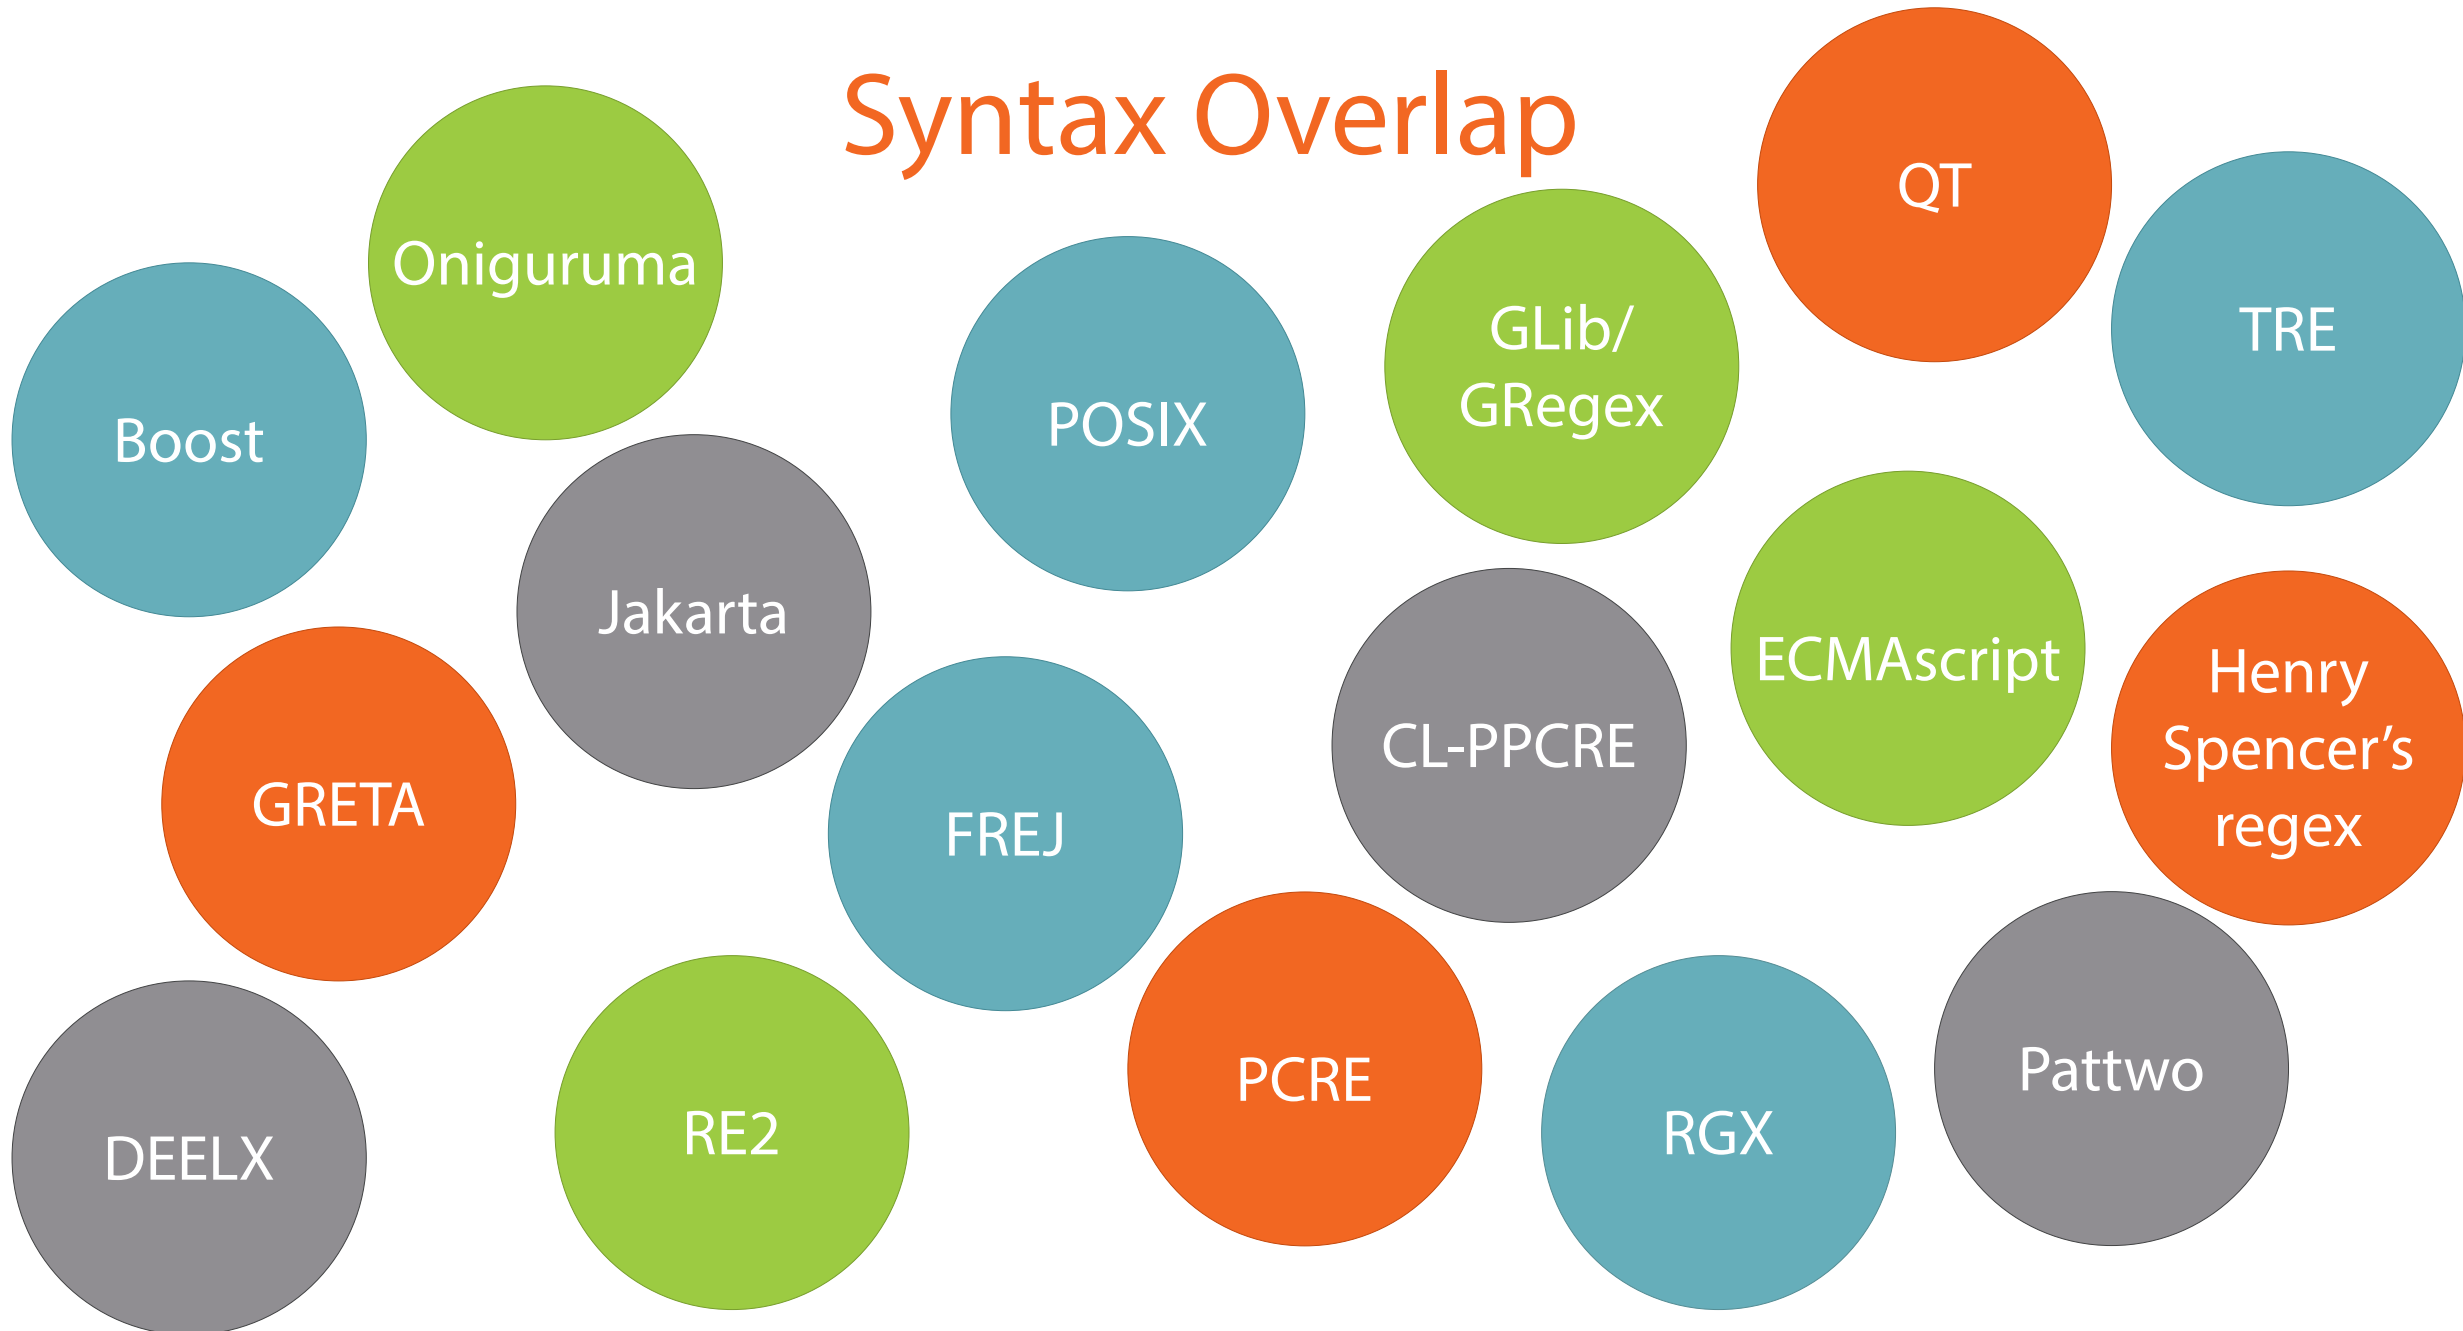 Syntax Overlap
QT
Oniguruma
TRE
GLib/
GRegex
Boost
POSIX
Jakarta
ECMAscript
Henry
Spencer’s
regex
CL-PPCRE
GRETA
FREJ
PCRE
Pattwo
RE2
RGX
DEELX